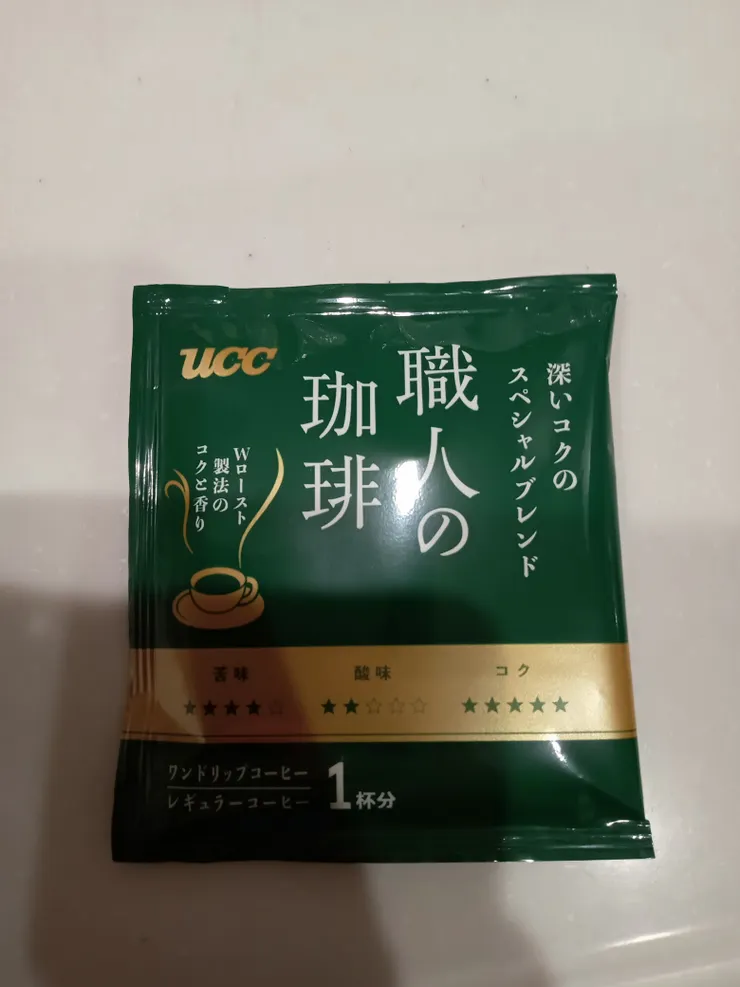 UCC
深いコクの
スペシャルブレンド
職人の
珈琲
Wロースト
製法の
コクと香り
苦味
酸味
コク
★★★★☆
★★☆☆☆
★★★★★
ワンドリップコーヒー
レギュラーコーヒー
1杯分